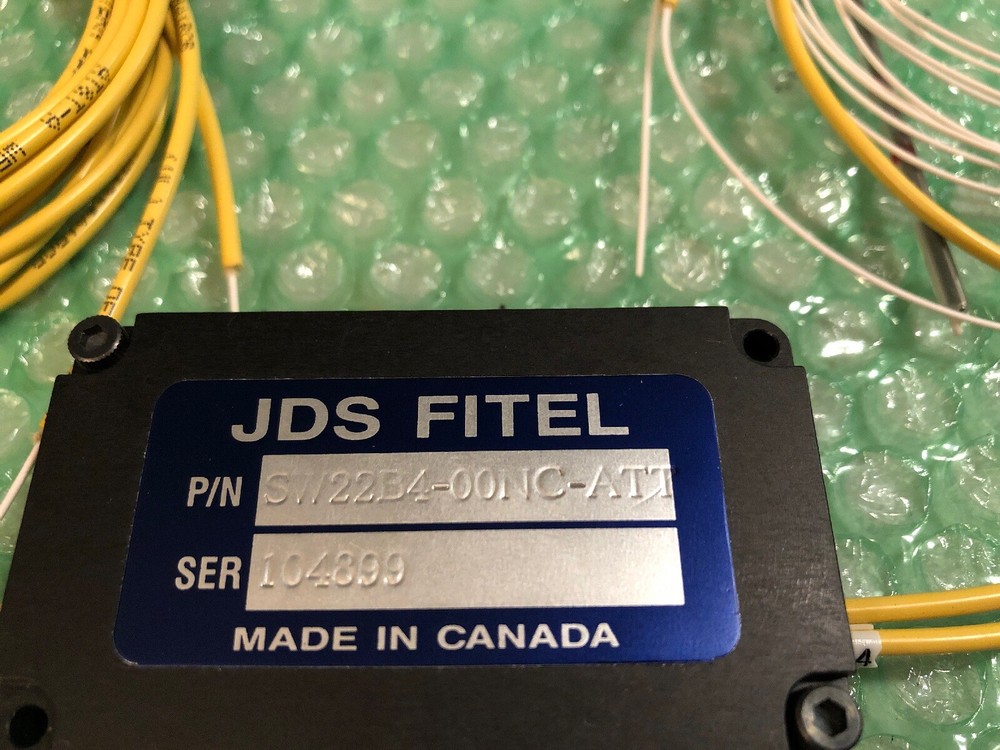 JDS FITEL
P/N SW22B4-00NC-ATT
SER 104899
MADE IN CANADA
4